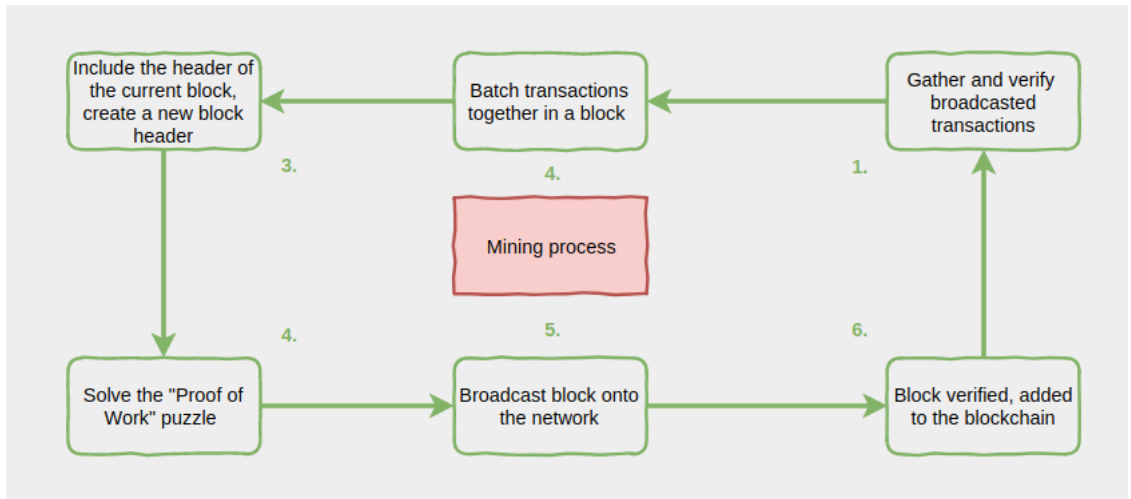 Include the header of
the current block,
create a new block
header
Batch transactions
together in a block
Gather and verify
broadcasted
transactions
3.
4.
1.
Mining process
4.
5.
6.
Solve the "Proof of
Work" puzzle
Broadcast block onto
the network
Block verified, added
to the blockchain